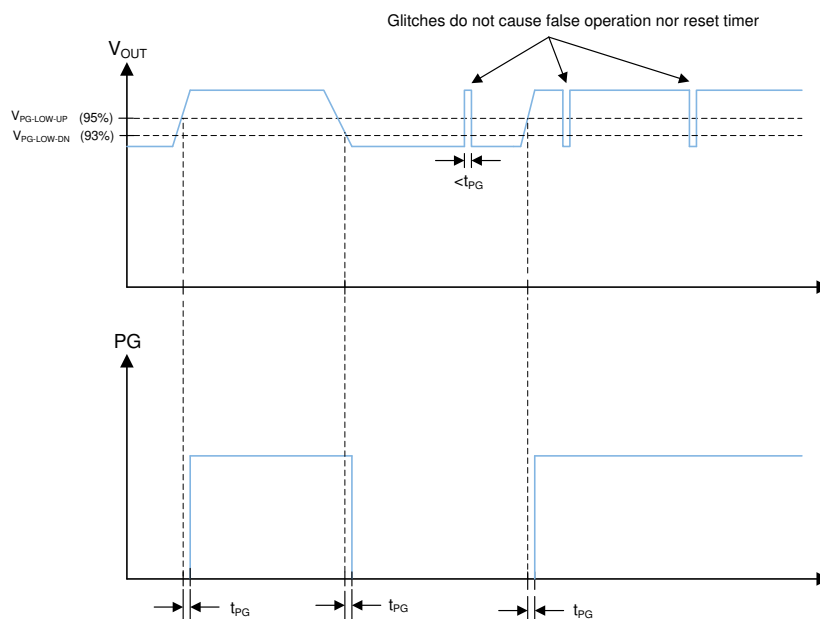 Glitches do not cause false operation nor reset timer
VOUT
VPG-LOW-UP (95%)
VPG-LOW-DN (93%)
<tPG
PG
tPG
tPG
tPG